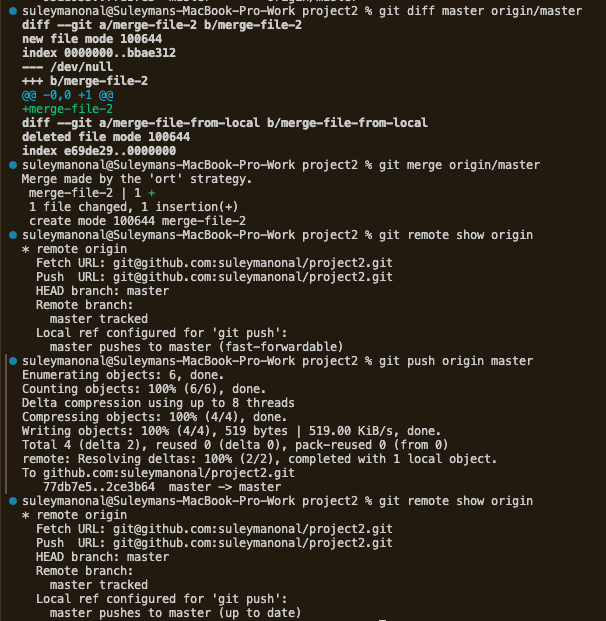 suleymanonal@Suleymans-MacBook-Pro-Work project2 % git diff master origin/master
diff --git a/merge-file-2 b/merge-file-2
new file mode 100644
index 0000000..bbae312
--- /dev/null
+++ b/merge-file-2
@@ -0,0 +1 @@
+merge-file-2
diff --git a/merge-file-from-local b/merge-file-from-local
deleted file mode 100644
index e69de29..0000000
suleymanonal@Suleymans-MacBook-Pro-Work project2 % git merge origin/master
Merge made by the 'ort' strategy.
 merge-file-2 | 1 +
 1 file changed, 1 insertion(+)
 create mode 100644 merge-file-2
suleymanonal@Suleymans-MacBook-Pro-Work project2 % git remote show origin
* remote origin
  Fetch URL: git@github.com:suleymanonal/project2.git
  Push  URL: git@github.com:suleymanonal/project2.git
  HEAD branch: master
  Remote branch:
    master tracked
  Local ref configured for 'git push':
    master pushes to master (fast-forwardable)
suleymanonal@Suleymans-MacBook-Pro-Work project2 % git push origin master
Enumerating objects: 6, done.
Counting objects: 100% (6/6), done.
Delta compression using up to 8 threads
Compressing objects: 100% (4/4), done.
Writing objects: 100% (4/4), 519 bytes | 519.00 KiB/s, done.
Total 4 (delta 2), reused 0 (delta 0), pack-reused 0 (from 0)
remote: Resolving deltas: 100% (2/2), completed with 1 local object.
To github.com:suleymanonal/project2.git
   77db7e5..2ce3b64  master -> master
suleymanonal@Suleymans-MacBook-Pro-Work project2 % git remote show origin
* remote origin
  Fetch URL: git@github.com:suleymanonal/project2.git
  Push  URL: git@github.com:suleymanonal/project2.git
  HEAD branch: master
  Remote branch:
    master tracked
  Local ref configured for 'git push':
    master pushes to master (up to date)